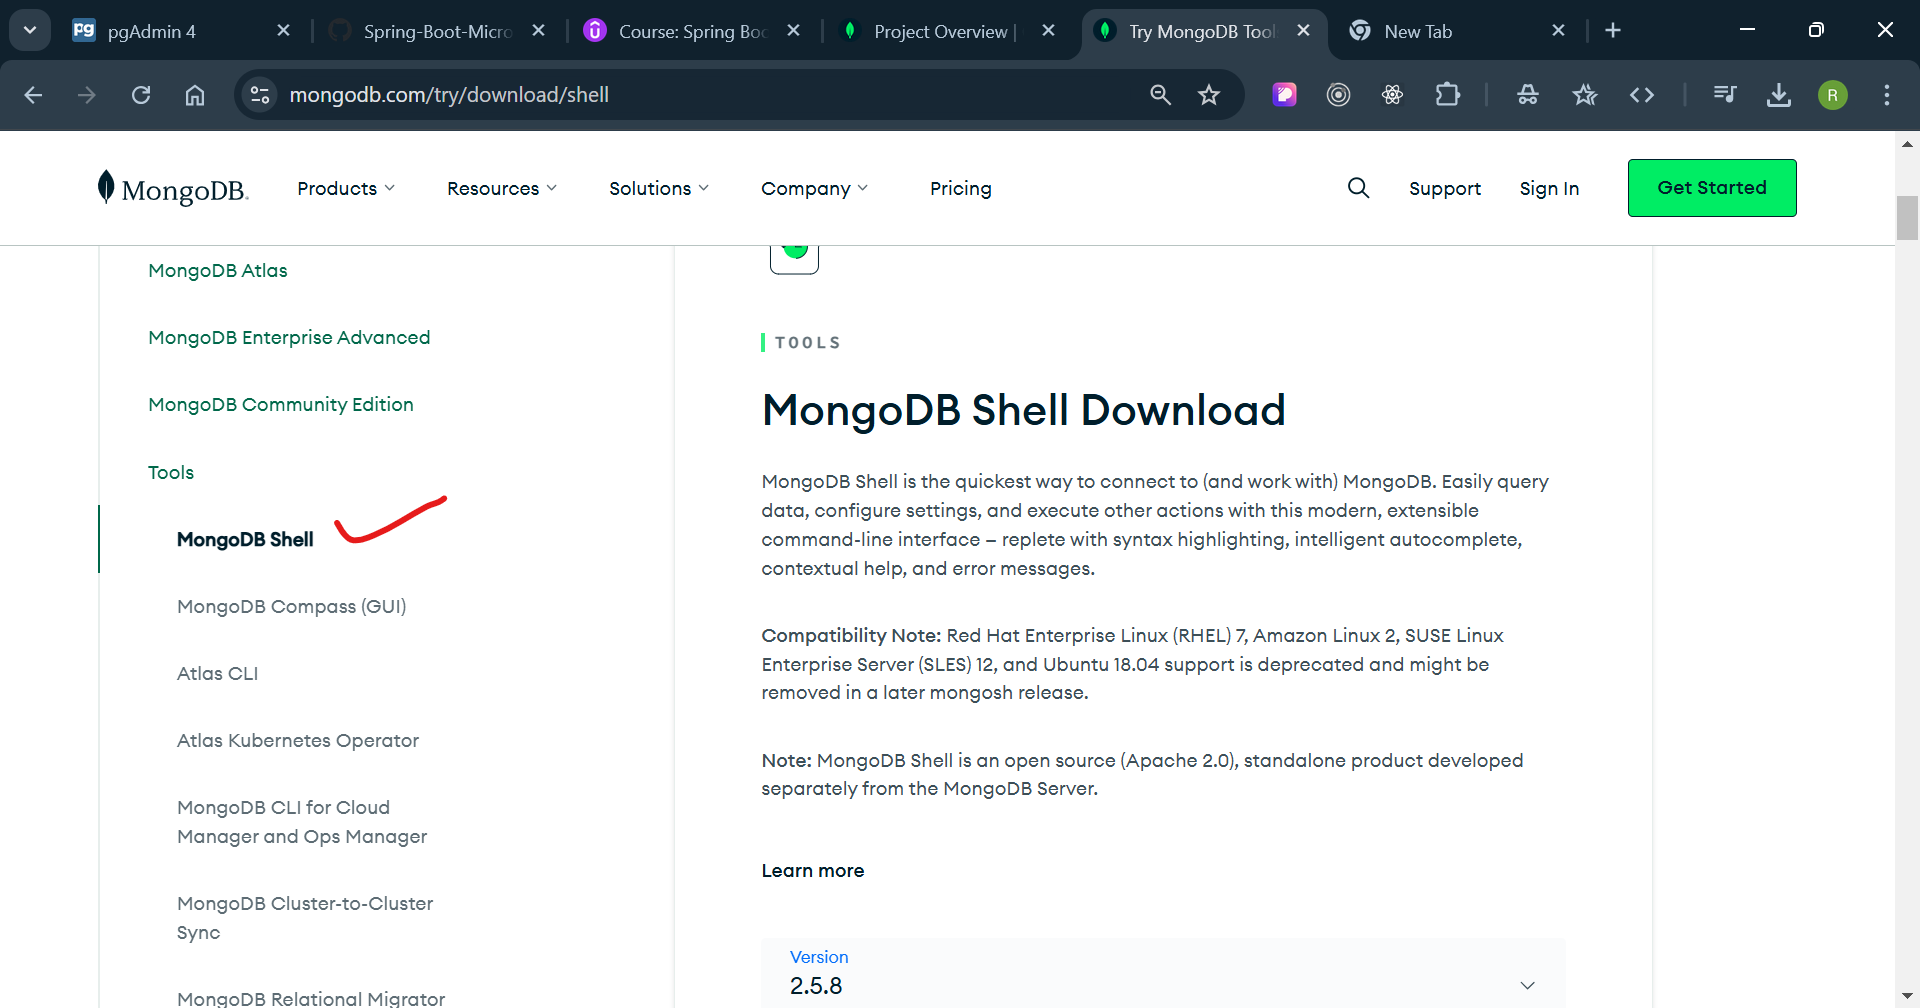 pgAdmin 4
Spring-Boot-Micro
Course: Spring Boo
Project Overview |
Try MongoDB Tool
New Tab
mongodb.com/try/download/shell
R
MongoDB.
Products
Resources
Solutions
Company
Pricing
Support
Sign In
Get Started
MongoDB Atlas
MongoDB Enterprise Advanced
MongoDB Community Edition
Tools
MongoDB Shell
MongoDB Compass (GUI)
Atlas CLI
Atlas Kubernetes Operator
MongoDB CLI for Cloud
Manager and Ops Manager
MongoDB Cluster-to-Cluster
Sync
MongoDB Relational Migrator
TOOLS
MongoDB Shell Download
MongoDB Shell is the quickest way to connect to (and work with) MongoDB. Easily query
data, configure settings, and execute other actions with this modern, extensible
command-line interface – replete with syntax highlighting, intelligent autocomplete,
contextual help, and error messages.
Compatibility Note: Red Hat Enterprise Linux (RHEL) 7, Amazon Linux 2, SUSE Linux
Enterprise Server (SLES) 12, and Ubuntu 18.04 support is deprecated and might be
removed in a later mongosh release.
Note: MongoDB Shell is an open source (Apache 2.0), standalone product developed
separately from the MongoDB Server.
Learn more
Version
2.5.8